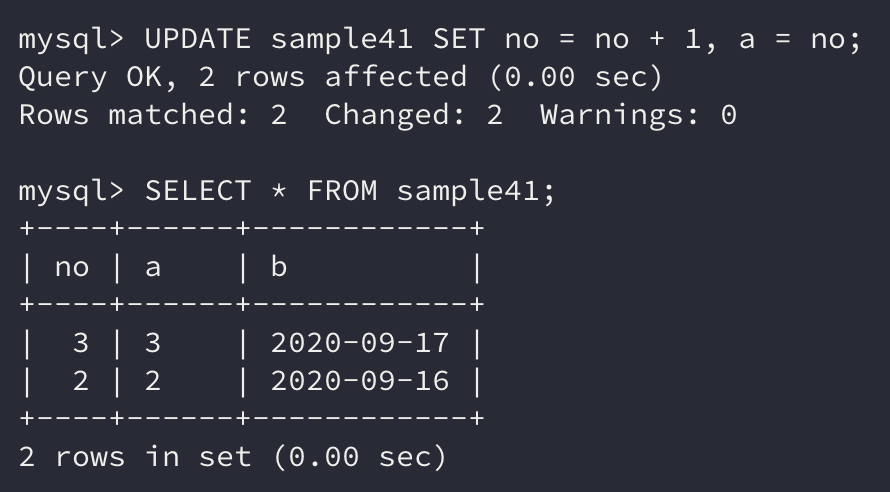 mysql> UPDATE sample41 SET no = no + 1, a = no;
Query OK, 2 rows affected (0.00 sec)
Rows matched: 2  Changed: 2  Warnings: 0

mysql> SELECT * FROM sample41;
+----+------+------------+
| no | a    | b          |
+----+------+------------+
|  3 | 3    | 2020-09-17 |
|  2 | 2    | 2020-09-16 |
+----+------+------------+
2 rows in set (0.00 sec)